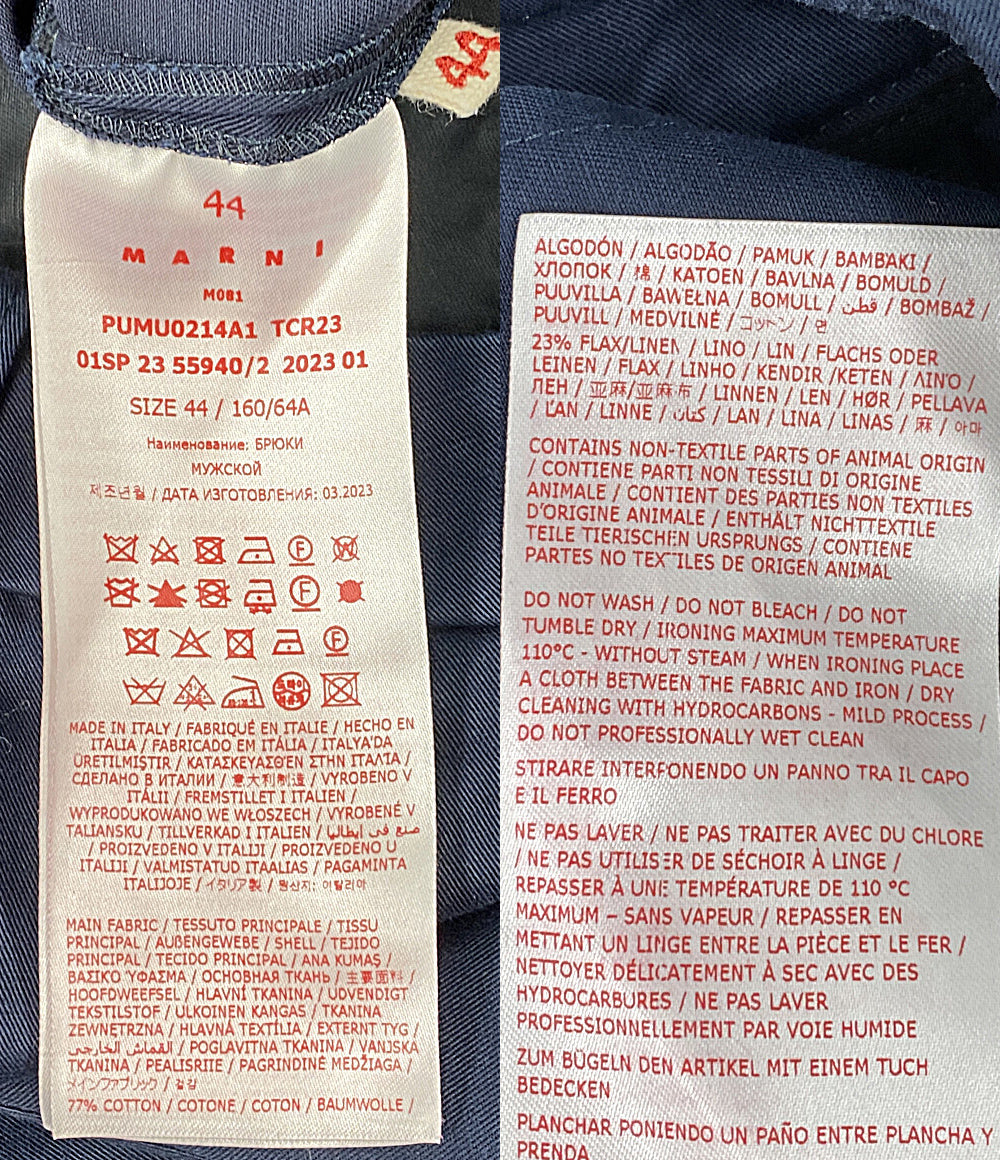 44
44
MARNI
M081
PUMU0214A1 TCR23
01SP 23 55940/2 2023 01
SIZE 44 / 160/64A
Наименование: БРЮКИ
МУЖСКОЙ
제조년월 / ДАТА ИЗГОТОВЛЕНИЯ: 03.2023
F W
F
F
MADE IN ITALY / FABRIQUÉ EN ITALIE / HECHO EN
ITALIA / FABRICADO EM ITÁLIA / ITALYA'DA
ÜRETILMIŞTIR / ΚΑΤΑΣΚΕΥΑΣΘΕΝ ΣΤΗΝ ΙΤΑΛΊΑ /
СДЕЛАНО В ИТАЛИИ / 意大利制造 / VYROBENO V
ITÁLII / FREMSTILLET I ITALIEN /
WYPRODUKOWANO WE WŁOSZECH / VYROBENÉ V
TALIANSKU / TILLVERKAD I ITALIEN / صنع في ايطاليا
/ PROIZVEDENO V ITALIJI / PROIZVEDENO U
ITALIJI / VALMISTATUD ITAALIAS / PAGAMINTA
ITALIJOJE / イタリア製 / 원산지: 이탈리아
MAIN FABRIC / TESSUTO PRINCIPALE / TISSU
PRINCIPAL / AUßENGEWEBE / SHELL / TEJIDO
PRINCIPAL / TECIDO PRINCIPAL / ANA KUMAŞ /
ΒΑΣΙΚΌ ΎΦΑΣΜΑ / ОСНОВНАЯ ТКАНЬ / 主要面料 /
HOOFDWEEFSEL / HLAVNÍ TKANINA / UDVENDIGT
TEKSTILSTOF / ULKOINEN KANGAS / TKANINA
ZEWNĘTRZNA / HLAVNÁ TEXTÍLIA / EXTERNT TYG /
القماش الخارجي / POGLAVITNA TKANINA / VANJSKA
TKANINA / PEALISRIIE / PAGRINDINĖ MEDŽIAGA /
メインファブリック / 겉감
77% COTTON / COTONE / COTON / BAUMWOLLE /
ALGODÓN / ALGODÃO / PAMUK / BAMBAKI /
ХЛОПОК / 棉 / KATOEN / BAVLNA / BOMULD /
PUUVILLA / BAWEŁNA / BOMULL / قطن / BOMBAŽ /
PUUVILL / MEDVILNĖ / コットン / 면
23% FLAX/LINEN / LINO / LIN / FLACHS ODER
LEINEN / FLAX / LINHO / KENDIR /KETEN / ΛΙΝΌ /
ЛЕН / 亚麻/亚麻布 / LINNEN / LEN / HØR / PELLAVA
/ ĽAN / LINNE / كتان / LAN / LINA / LINAS / 麻 / 아마
CONTAINS NON-TEXTILE PARTS OF ANIMAL ORIGIN
/ CONTIENE PARTI NON TESSILI DI ORIGINE
ANIMALE / CONTIENT DES PARTIES NON TEXTILES
D'ORIGINE ANIMALE / ENTHÄLT NICHTTEXTILE
TEILE TIERISCHEN URSPRUNGS / CONTIENE
PARTES NO TEXTILES DE ORIGEN ANIMAL
DO NOT WASH / DO NOT BLEACH / DO NOT
TUMBLE DRY / IRONING MAXIMUM TEMPERATURE
110°C - WITHOUT STEAM / WHEN IRONING PLACE
A CLOTH BETWEEN THE FABRIC AND IRON / DRY
CLEANING WITH HYDROCARBONS - MILD PROCESS /
DO NOT PROFESSIONALLY WET CLEAN
STIRARE INTERPONENDO UN PANNO TRA IL CAPO
E IL FERRO
NE PAS LAVER / NE PAS TRAITER AVEC DU CHLORE
/ NE PAS UTILISER DE SÉCHOIR À LINGE /
REPASSER À UNE TEMPÉRATURE DE 110 °C
MAXIMUM – SANS VAPEUR / REPASSER EN
METTANT UN LINGE ENTRE LA PIÈCE ET LE FER /
NETTOYER DÉLICATEMENT À SEC AVEC DES
HYDROCARBURES / NE PAS LAVER
PROFESSIONNELLEMENT PAR VOIE HUMIDE
ZUM BÜGELN DEN ARTIKEL MIT EINEM TUCH
BEDECKEN
PLANCHAR PONIENDO UN PAÑO ENTRE PLANCHA Y
PRENDA